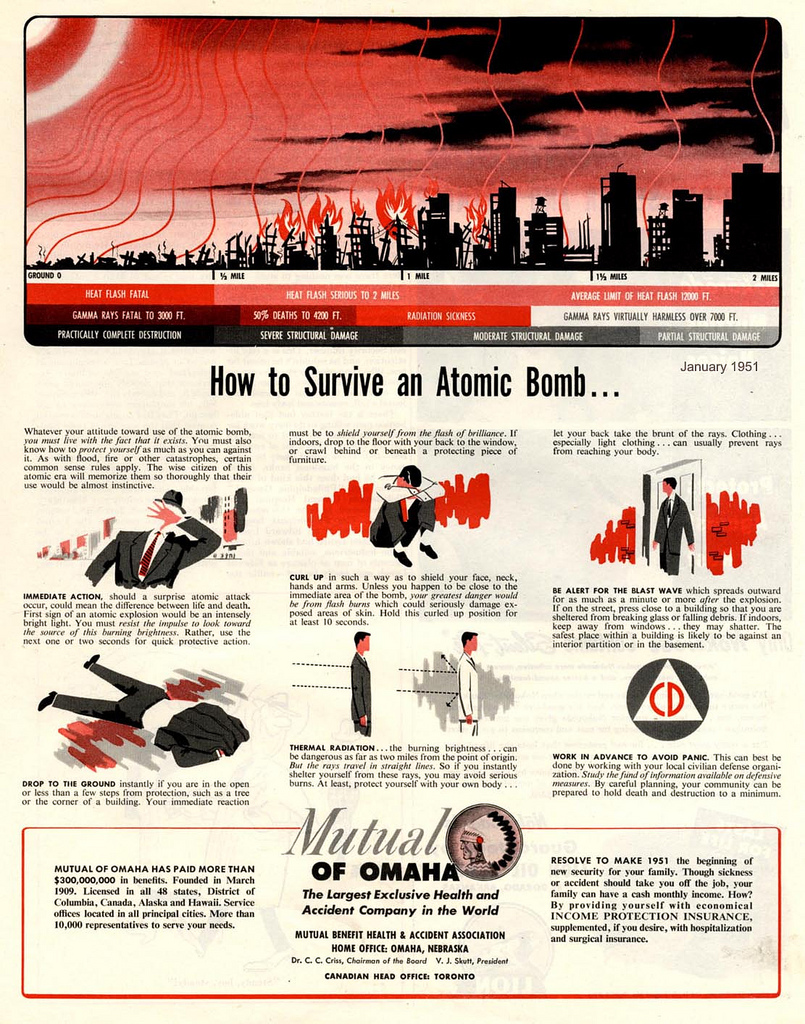 GROUND 0
½ MILE
1 MILE
1½ MILES
2 MILES
HEAT FLASH FATAL
HEAT FLASH SERIOUS TO 2 MILES
AVERAGE LIMIT OF HEAT FLASH 12000 FT.
GAMMA RAYS FATAL TO 3000 FT.
50% DEATHS TO 4200 FT.
RADIATION SICKNESS
GAMMA RAYS VIRTUALLY HARMLESS OVER 7000 FT.
PRACTICALLY COMPLETE DESTRUCTION
SEVERE STRUCTURAL DAMAGE
MODERATE STRUCTURAL DAMAGE
PARTIAL STRUCTURAL DAMAGE
January 1951
How to Survive an Atomic Bomb...
Whatever your attitude toward use of the atomic bomb,
you must live with the fact that it exists. You must also
know how to protect yourself as much as you can against
it. As with flood, fire or other catastrophes, certain
common sense rules apply. The wise citizen of this
atomic era will memorize them so thoroughly that their
use would be almost instinctive.
IMMEDIATE ACTION, should a surprise atomic attack
occur, could mean the difference between life and death.
First sign of an atomic explosion would be an intensely
bright light. You must resist the impulse to look toward
the source of this burning brightness. Rather, use the
next one or two seconds for quick protective action.
DROP TO THE GROUND instantly if you are in the open
or less than a few steps from protection, such as a tree
or the corner of a building. Your immediate reaction
must be to shield yourself from the flash of brilliance. If
indoors, drop to the floor with your back to the window,
or crawl behind or beneath a protecting piece of
furniture.
CURL UP in such a way as to shield your face, neck,
hands and arms. Unless you happen to be close to the
immediate area of the bomb, your greatest danger would
be from flash burns which could seriously damage ex-
posed areas of skin. Hold this curled up position for
at least 10 seconds.
THERMAL RADIATION...the burning brightness...can
be dangerous as far as two miles from the point of origin.
But the rays travel in straight lines. So if you instantly
shelter yourself from these rays, you may avoid serious
burns. At least, protect yourself with your own body...
let your back take the brunt of the rays. Clothing...
especially light clothing...can usually prevent rays
from reaching your body.
BE ALERT FOR THE BLAST WAVE which spreads outward
for as much as a minute or more after the explosion.
If on the street, press close to a building so that you are
sheltered from breaking glass or falling debris. If indoors,
keep away from windows...they may shatter. The
safest place within a building is likely to be against an
interior partition or in the basement.
CD
WORK IN ADVANCE TO AVOID PANIC. This can best be
done by working with your local civilian defense organi-
zation. Study the fund of information available on defensive
measures. By careful planning, your community can be
prepared to hold death and destruction to a minimum.
MUTUAL OF OMAHA HAS PAID MORE THAN
$300,000,000 in benefits. Founded in March
1909. Licensed in all 48 states, District of
Columbia, Canada, Alaska and Hawaii. Service
offices located in all principal cities. More than
10,000 representatives to serve your needs.
Mutual
OF OMAHA
The Largest Exclusive Health and
Accident Company in the World
MUTUAL BENEFIT HEALTH & ACCIDENT ASSOCIATION
HOME OFFICE: OMAHA, NEBRASKA
Dr. C. C. Criss, Chairman of the Board V. J. Skutt, President
CANADIAN HEAD OFFICE: TORONTO
RESOLVE TO MAKE 1951 the beginning of
new security for your family. Though sickness
or accident should take you off the job, your
family can have a cash monthly income. How?
By providing yourself with economical
INCOME PROTECTION INSURANCE,
supplemented, if you desire, with hospitalization
and surgical insurance.